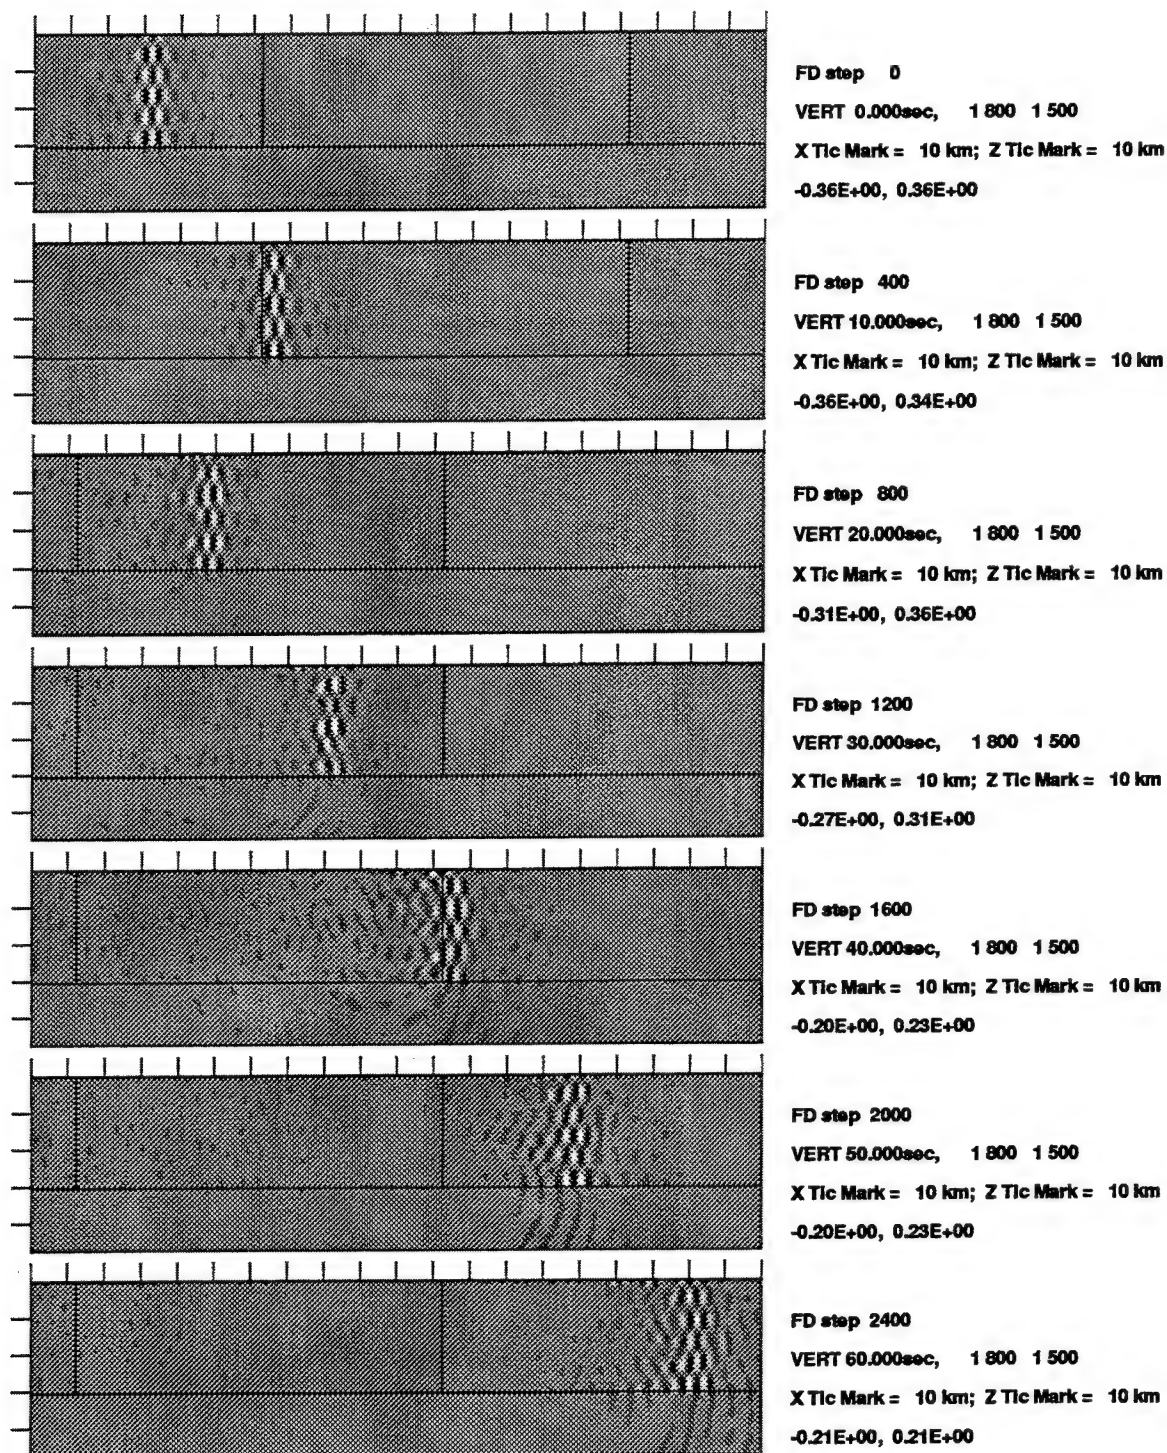 FD step 0
VERT 0.000sec, 1 800 1 500
X Tic Mark = 10 km; Z Tic Mark = 10 km
-0.36E+00, 0.36E+00
FD step 400
VERT 10.000sec, 1 800 1 500
X Tic Mark = 10 km; Z Tic Mark = 10 km
-0.36E+00, 0.34E+00
FD step 800
VERT 20.000sec, 1 800 1 500
X Tic Mark = 10 km; Z Tic Mark = 10 km
-0.31E+00, 0.36E+00
FD step 1200
VERT 30.000sec, 1 800 1 500
X Tic Mark = 10 km; Z Tic Mark = 10 km
-0.27E+00, 0.31E+00
FD step 1600
VERT 40.000sec, 1 800 1 500
X Tic Mark = 10 km; Z Tic Mark = 10 km
-0.20E+00, 0.23E+00
FD step 2000
VERT 50.000sec, 1 800 1 500
X Tic Mark = 10 km; Z Tic Mark = 10 km
-0.20E+00, 0.23E+00
FD step 2400
VERT 60.000sec, 1 800 1 500
X Tic Mark = 10 km; Z Tic Mark = 10 km
-0.21E+00, 0.21E+00